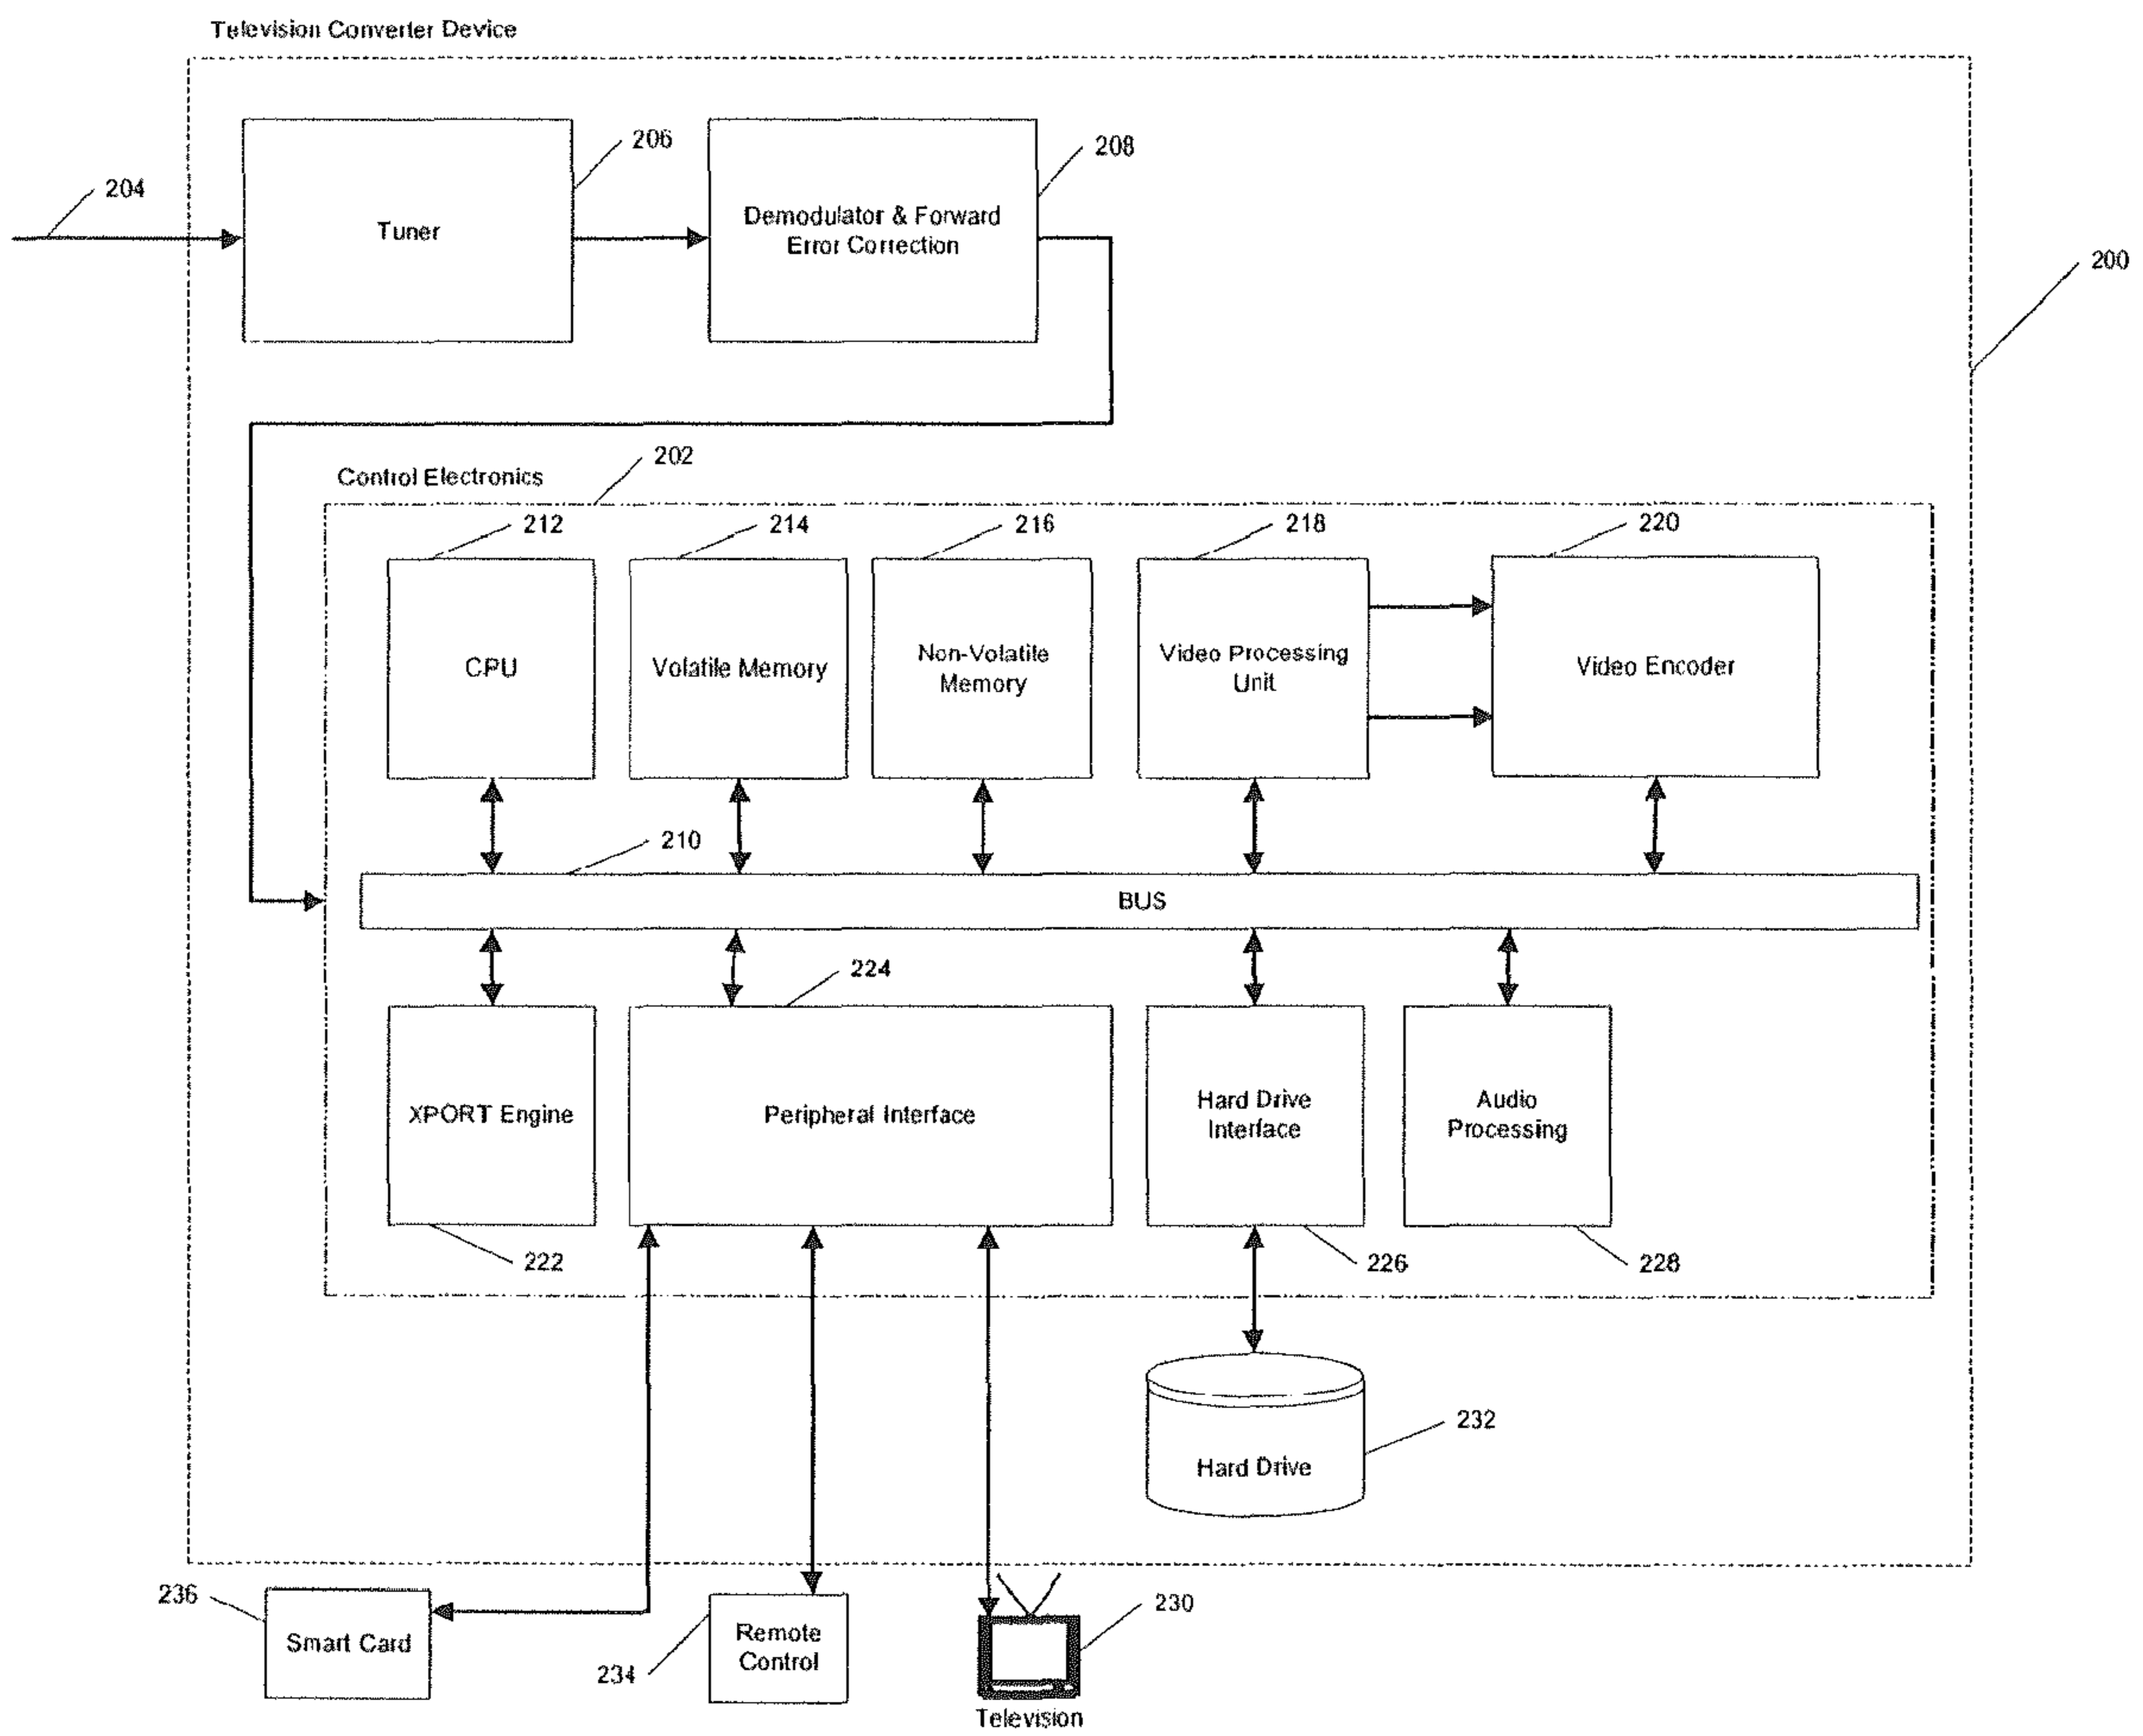 Television Converter Device
206
208
204
Tuner
Demodulator & Forward
Error Correction
200
202
Control Electronics
212
214
216
218
220
CPU
Volatile Memory
Non-Volatile
Memory
Video Processing
Unit
Video Encoder
210
BUS
224
XPORT Engine
Peripheral Interface
Hard Drive
Interface
Audio
Processing
222
226
228
232
Hard Drive
236
Smart Card
234
Remote
Control
230
Television